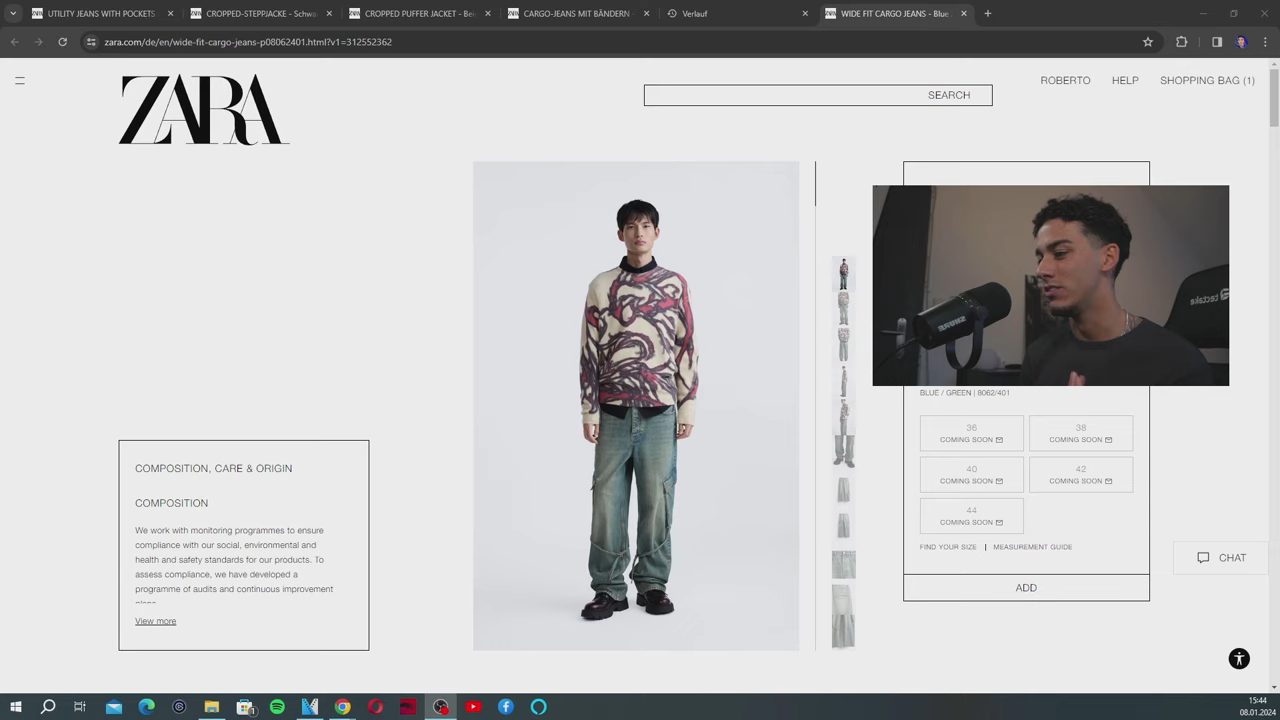 UTILITY JEANS WITH POCKETS
CROPPED-STEPPJACKE - Schwa
CROPPED PUFFER JACKET - Bei
CARGO-JEANS MIT BÄNDERN
Verlauf
WIDE FIT CARGO JEANS - Blue
zara.com/de/en/wide-fit-cargo-jeans-p08062401.html?v1=312552362
ZARA
SEARCH
ROBERTO
HELP
SHOPPING BAG (1)
SHURE
tectake
BLUE / GREEN | 8062/401
36
COMING SOON
38
COMING SOON
40
COMING SOON
42
COMING SOON
44
COMING SOON
FIND YOUR SIZE | MEASUREMENT GUIDE
ADD
COMPOSITION, CARE & ORIGIN
COMPOSITION
We work with monitoring programmes to ensure
compliance with our social, environmental and
health and safety standards for our products. To
assess compliance, we have developed a
programme of audits and continuous improvement
plans.
View more
CHAT
15:44
08.01.2024